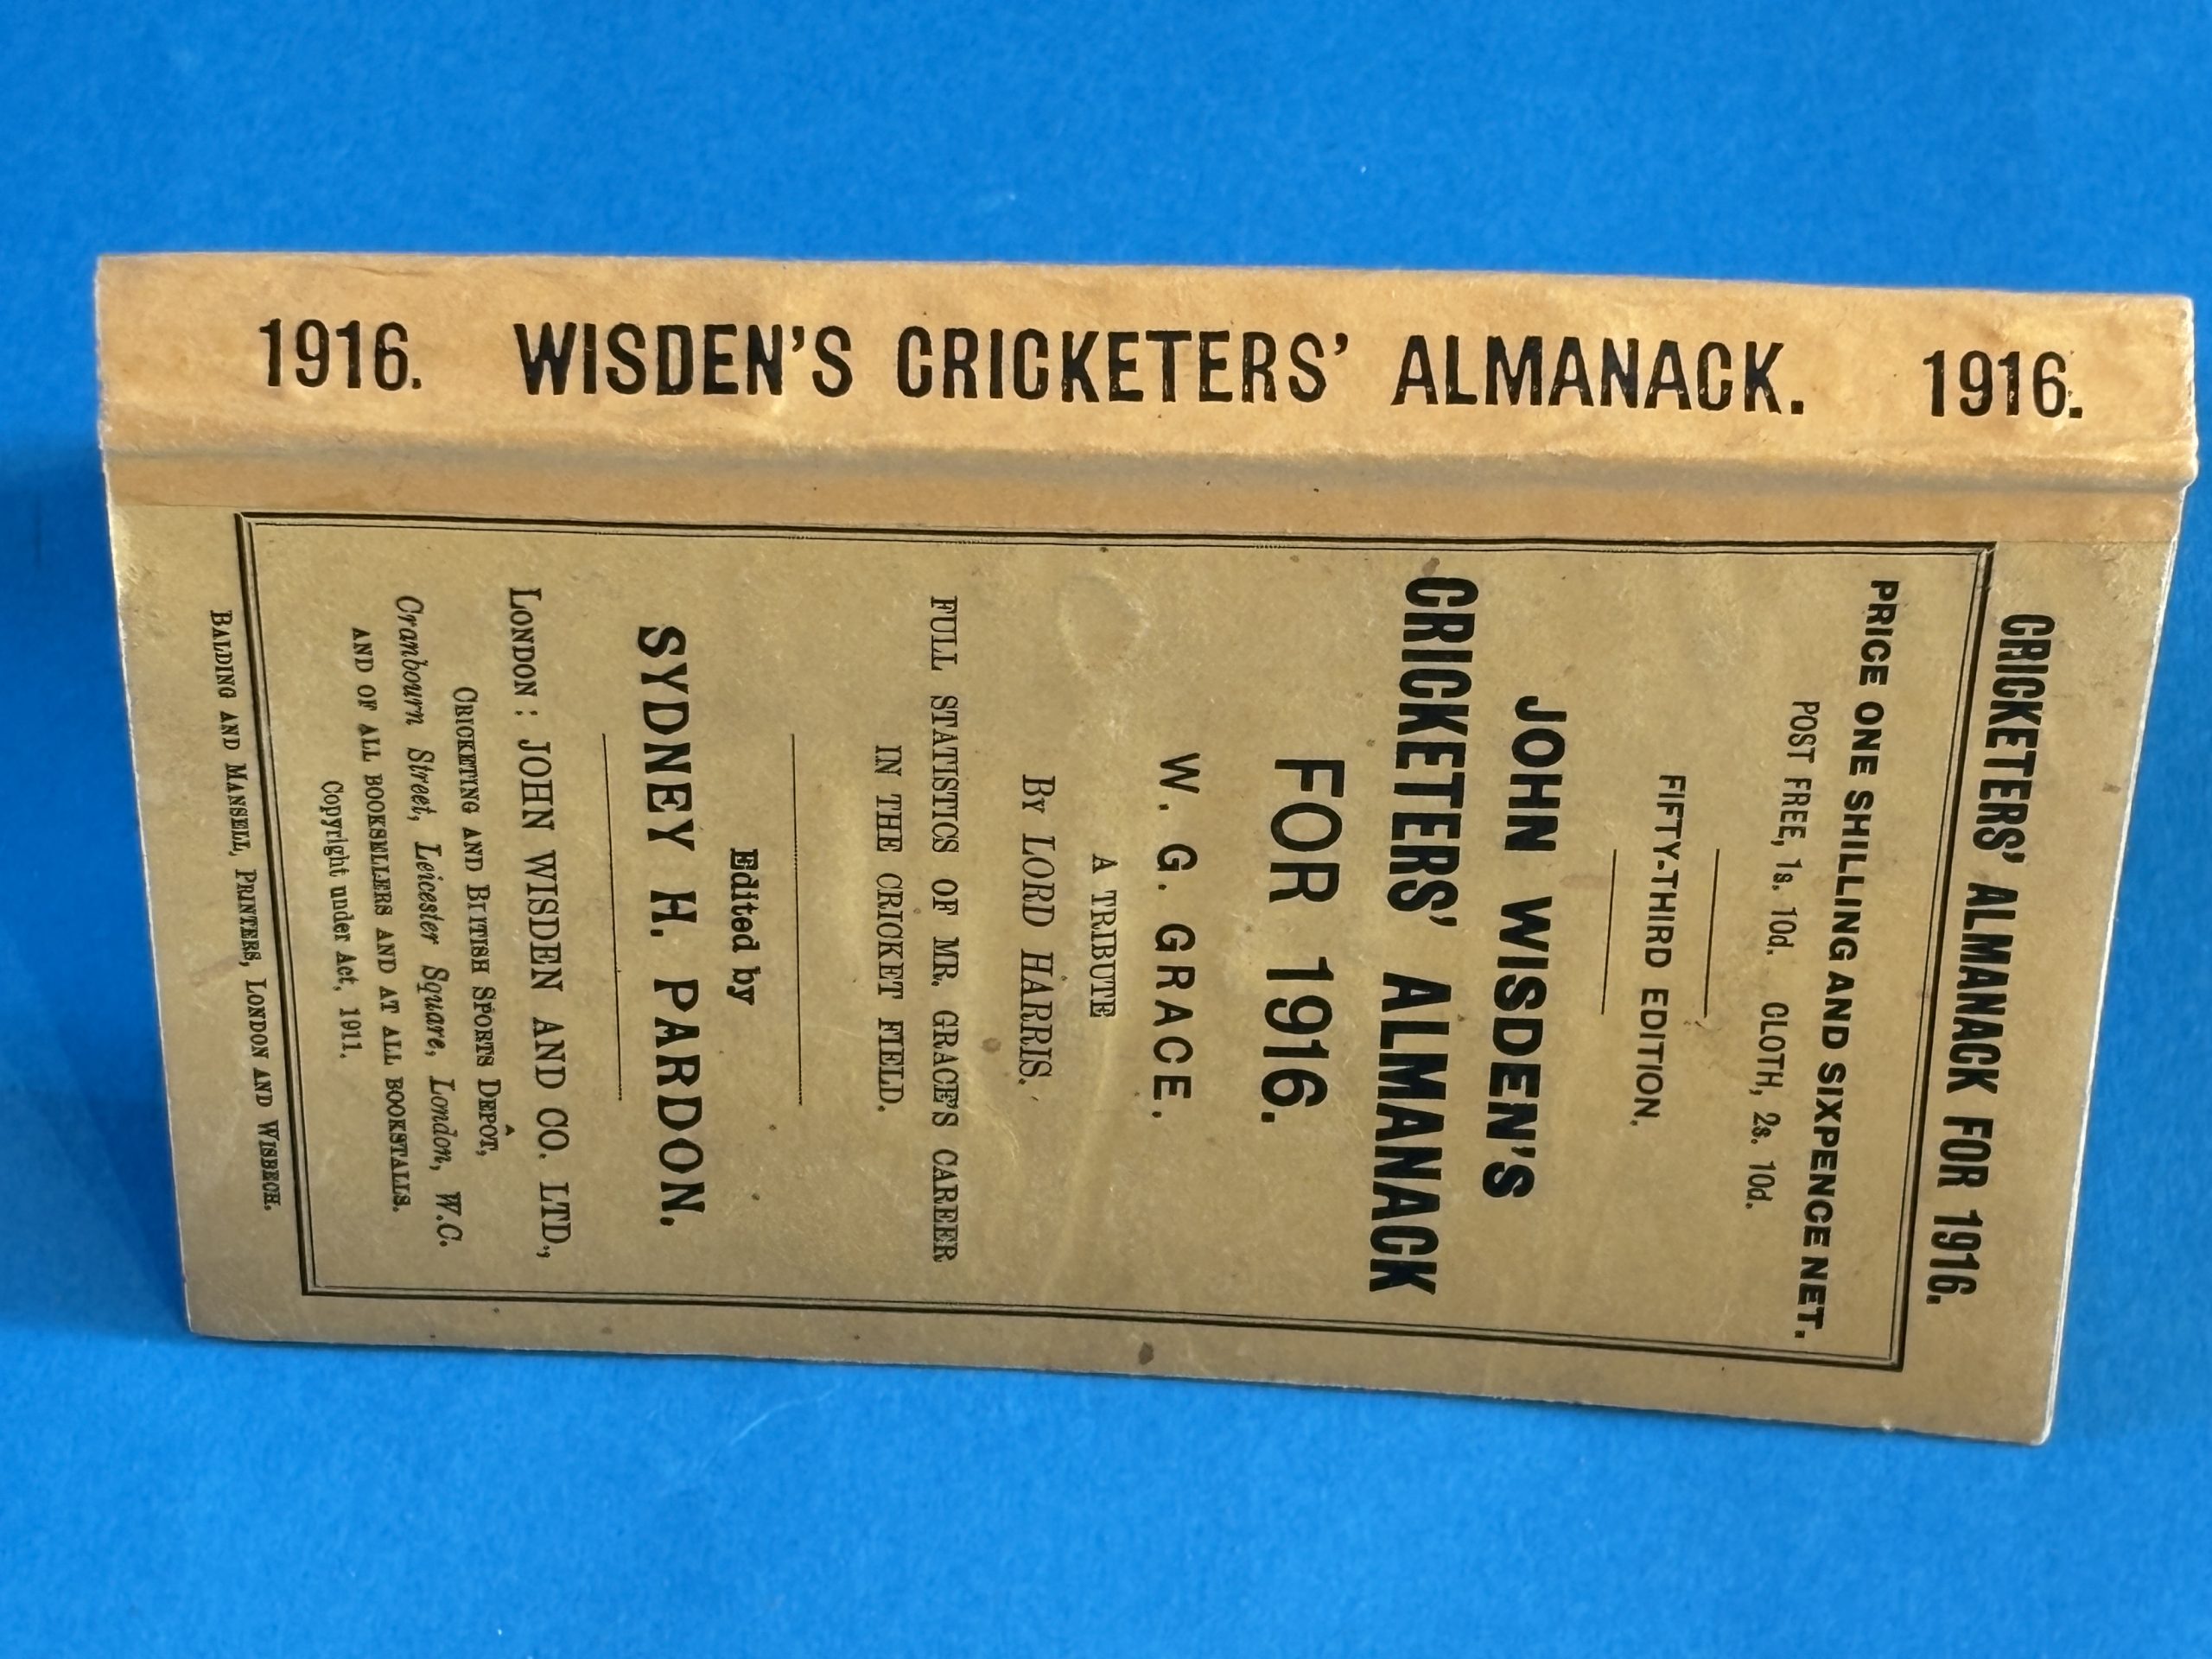 1916. WISDEN'S CRICKETERS' ALMANACK. 1916.
CRICKETERS' ALMANACK FOR 1916.
PRICE ONE SHILLING AND SIXPENCE NET.
POST FREE, 1s. 10d. CLOTH, 2s. 10d.
FIFTY-THIRD EDITION.
JOHN WISDEN'S
CRICKETERS' ALMANACK
FOR 1916.
W. G. GRACE.
A TRIBUTE
By LORD HARRIS.
FULL STATISTICS OF MR. GRACE'S CAREER
IN THE CRICKET FIELD.
Edited by
SYDNEY H. PARDON.
LONDON: JOHN WISDEN AND CO. LTD.,
CRICKETING AND BRITISH SPORTS DEPÔT,
Cranbourn Street, Leicester Square, London, W.C.
AND OF ALL BOOKSELLERS AND AT ALL BOOKSTALLS.
Copyright under Act, 1911.
BALDING AND MANSELL, PRINTERS, LONDON AND WISBECH.